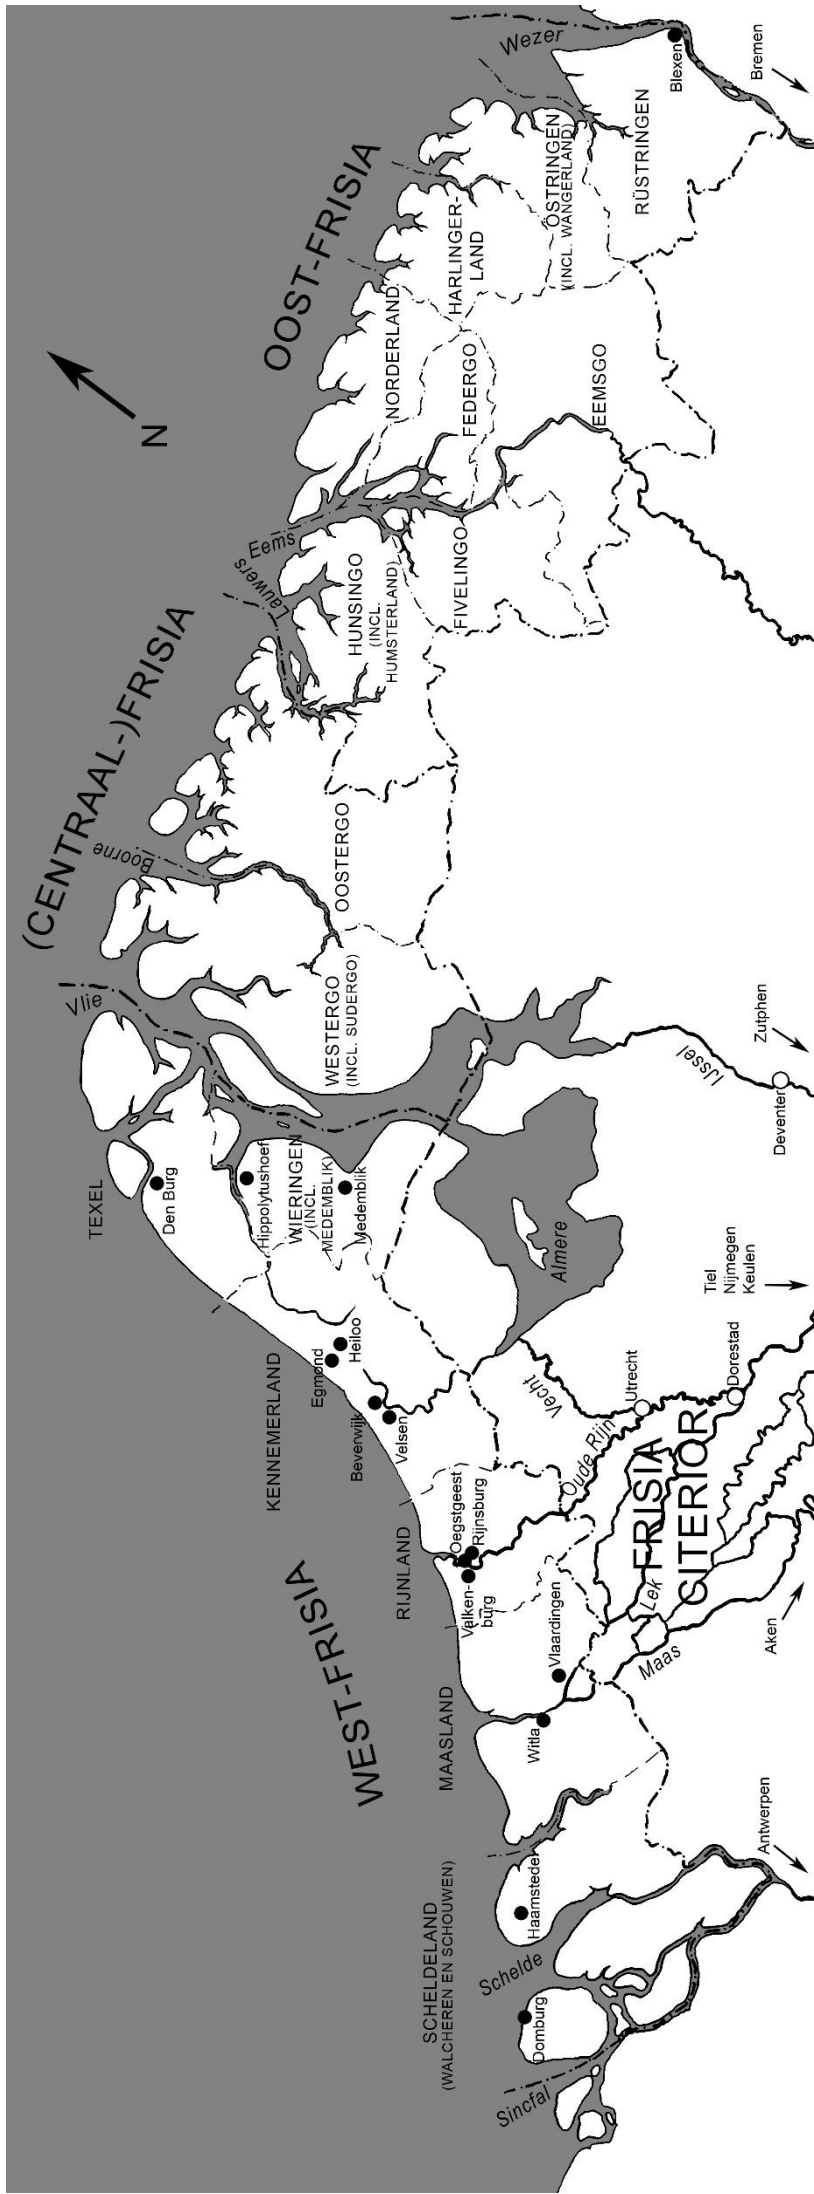 WEST-FRISIA
(CENTRAAL-)FRISIA
OOST-FRISIA
N
SCHELDELAND
(WALCHEREN EN SCHOUWEN)
MAASLAND
RIJNLAND
KENNEMERLAND
TEXEL
Sincfal
Domburg
Schelde
Haamstede
Antwerpen
Witla
Vlaardingen
Maas
Lek
Aken
FRISIA
CITERIOR
Valken-
burg
Oegstgeest
Rijnsburg
Oude Rijn
Vecht
Utrecht
Dorestad
Tiel
Nijmegen
Keulen
Beverwijk
Velsen
Egmond
Heiloo
Den Burg
Hippolytushoef
WIERINGEN
(INCL.
MEDEMBLIK)
Medemblik
Almere
Vlie
IJssel
Deventer
Zutphen
WESTERGO
(INCL. SUDERGO)
Boorne
OOSTERGO
Lauwers
HUNSINGO
(INCL.
HUMSTERLAND)
Eems
FIVELINGO
NORDERLAND
FEDERGO
EEMSGO
HARLINGER-
LAND
ÖSTRINGEN
(INCL. WANGERLAND)
RÜSTRINGEN
Wezer
Blexen
Bremen